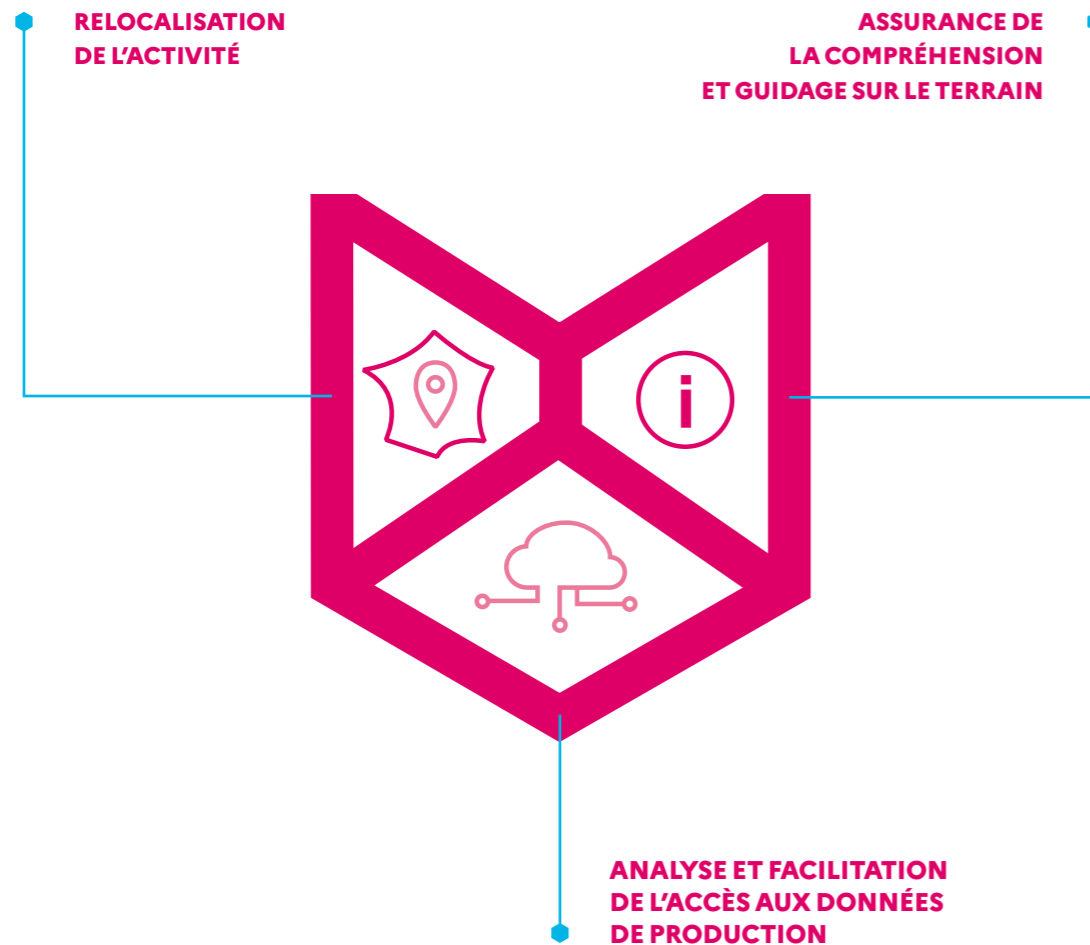 RELOCALISATION
DE L’ACTIVITÉ
ASSURANCE DE
LA COMPRÉHENSION
ET GUIDAGE SUR LE TERRAIN
i
ANALYSE ET FACILITATION
DE L’ACCÈS AUX DONNÉES
DE PRODUCTION